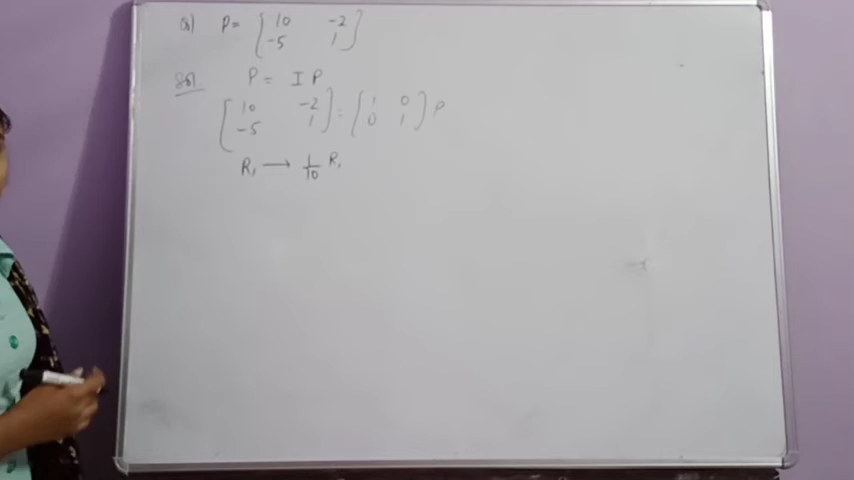 Q) P = [ 10 -2
-5 1 ]
Sol. P = I P
[ 10 -2
-5 1 ] = [ 1 0
0 1 ] P
R₁ → 1/10 R₁